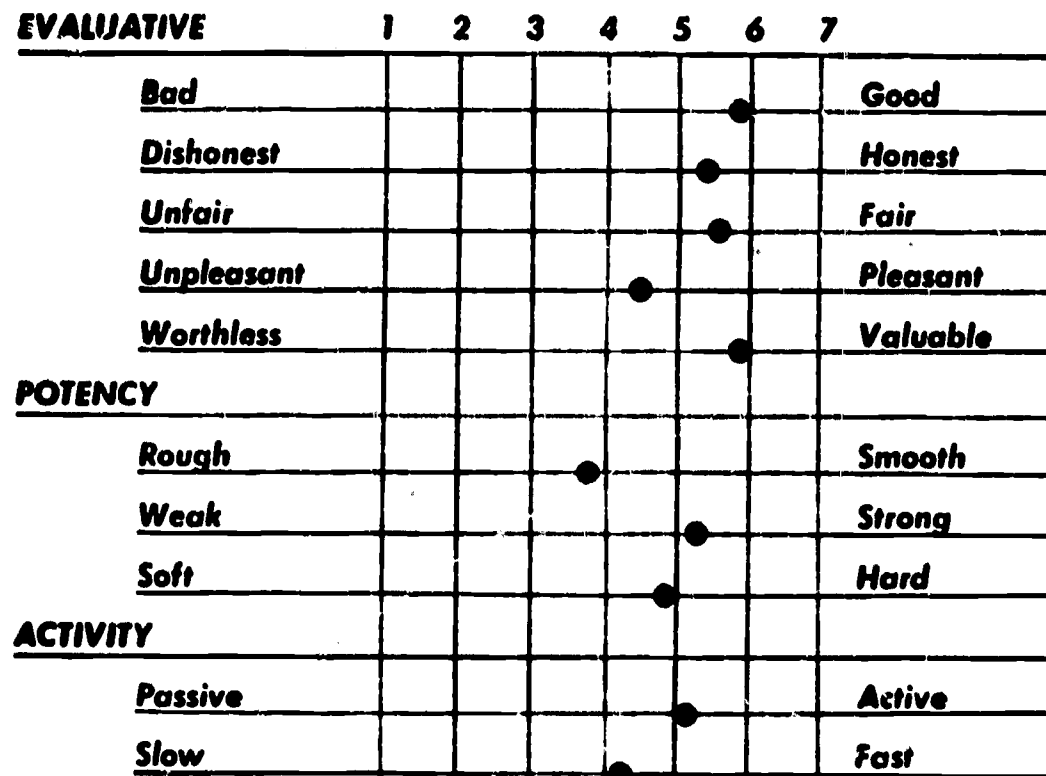 EVALUATIVE 1 2 3 4 5 6 7
Bad Good
Dishonest Honest
Unfair Fair
Unpleasant Pleasant
Worthless Valuable
POTENCY
Rough Smooth
Weak Strong
Soft Hard
ACTIVITY
Passive Active
Slow Fast